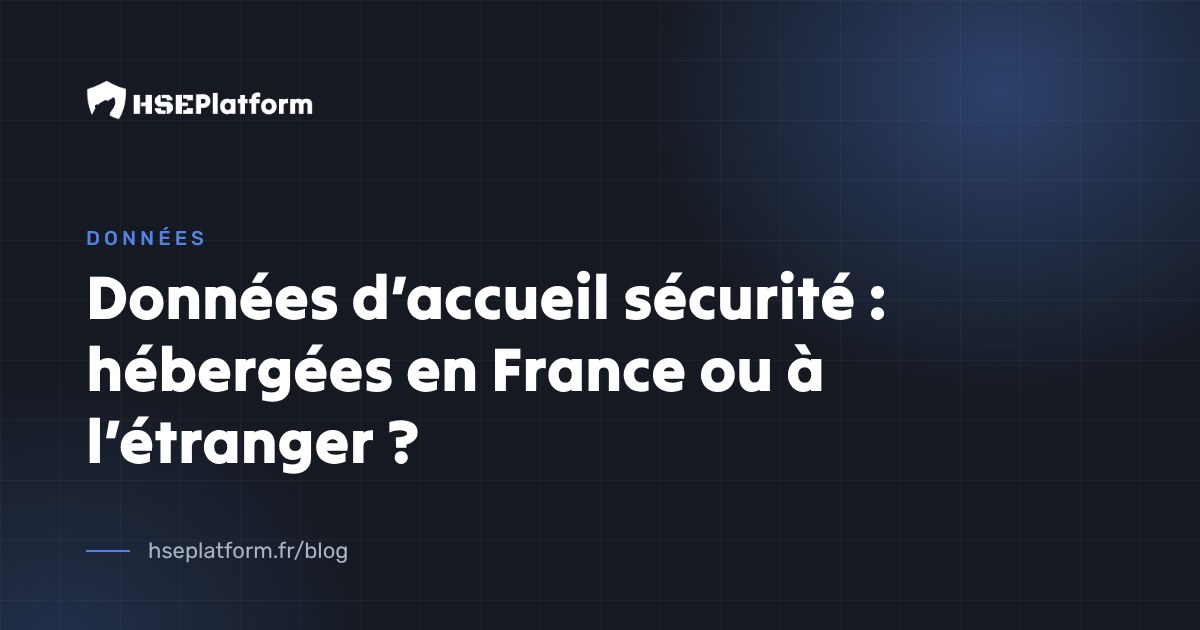 HSEPlatform
DONNÉES
Données d’accueil sécurité :
hébergées en France ou à
l’étranger ?
hseplatform.fr/blog